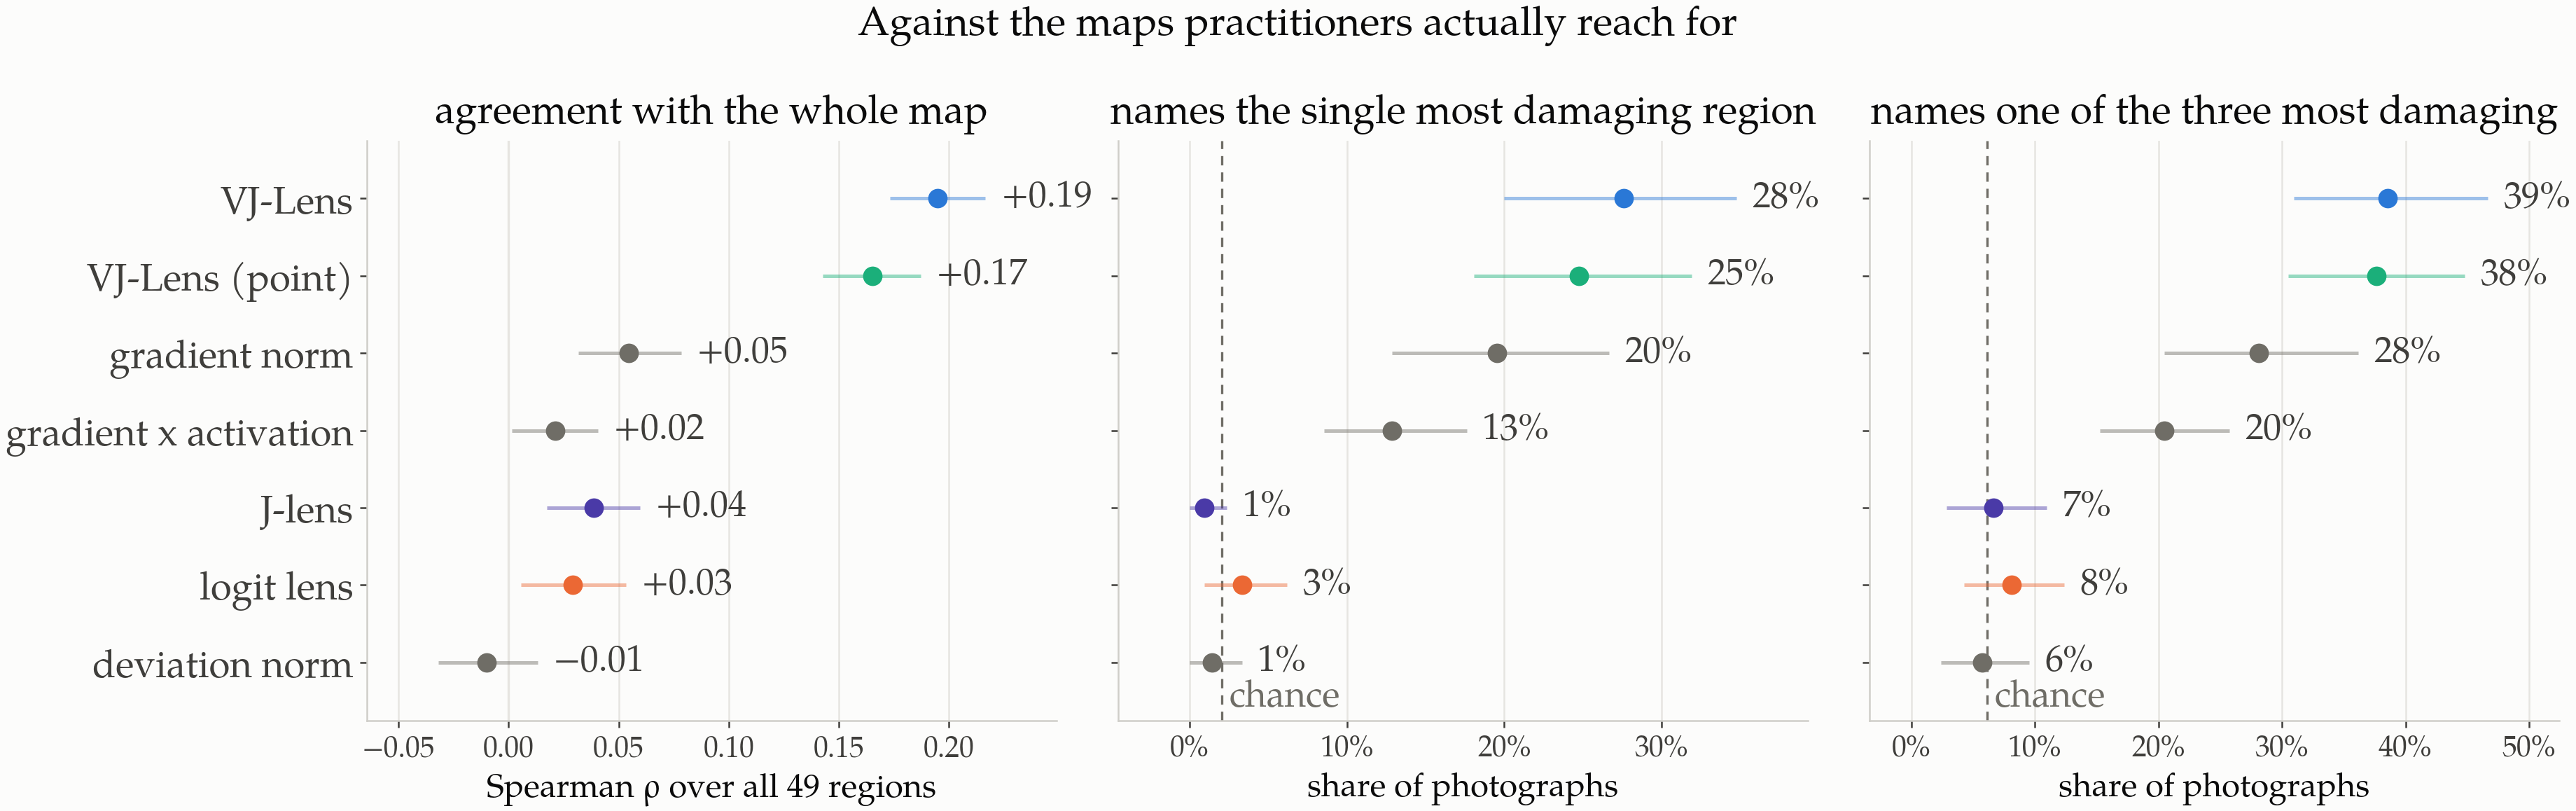 Against the maps practitioners actually reach for
agreement with the whole map
names the single most damaging region
names one of the three most damaging
VJ-Lens
+0.19
28%
39%
VJ-Lens (point)
+0.17
25%
38%
gradient norm
+0.05
20%
28%
gradient x activation
+0.02
13%
20%
J-lens
+0.04
1%
7%
logit lens
+0.03
3%
8%
deviation norm
−0.01
1%
6%
chance
chance
−0.05 0.00 0.05 0.10 0.15 0.20
0% 10% 20% 30%
0% 10% 20% 30% 40% 50%
Spearman ρ over all 49 regions
share of photographs
share of photographs